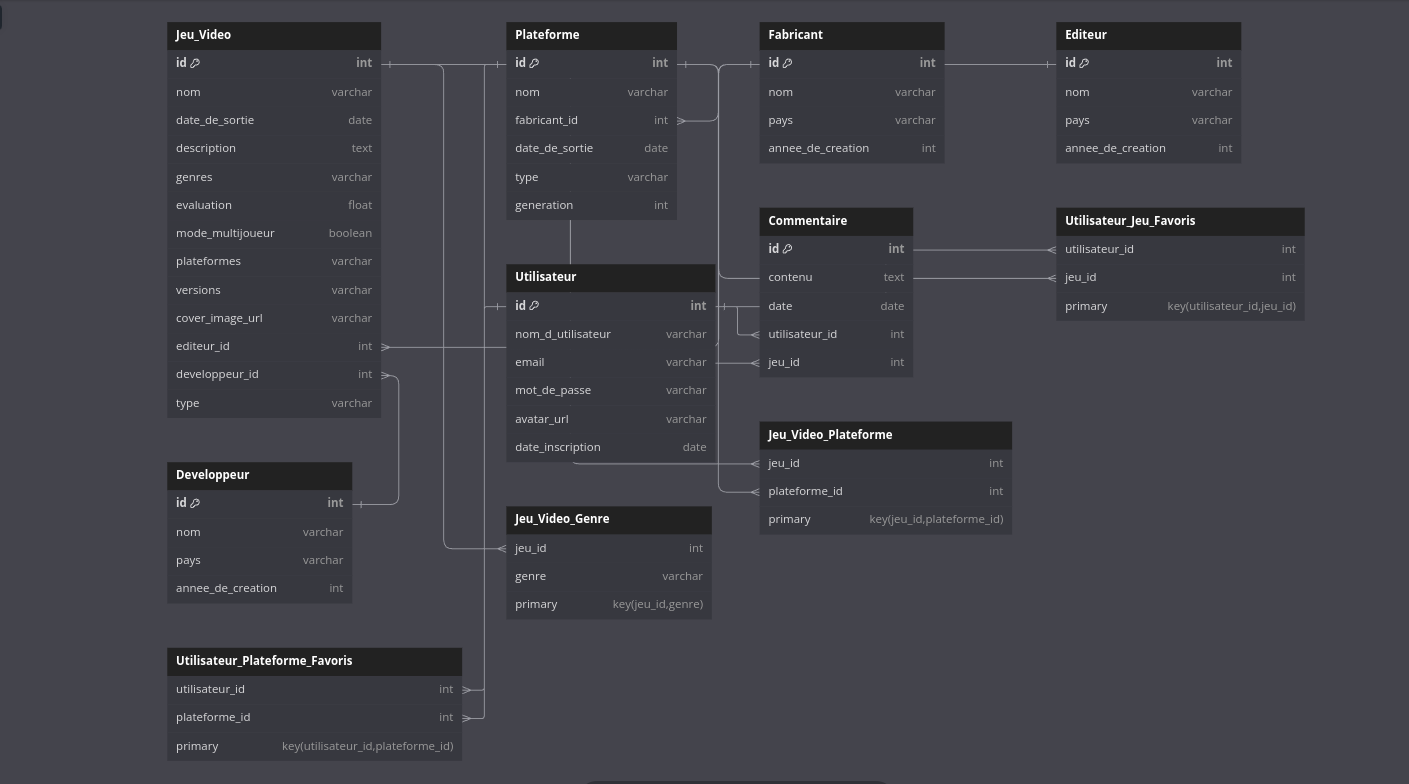 Jeu_Video
id int
nom varchar
date_de_sortie date
description text
genres varchar
evaluation float
mode_multijoueur boolean
plateformes varchar
versions varchar
cover_image_url varchar
editeur_id int
developpeur_id int
type varchar
Plateforme
id int
nom varchar
fabricant_id int
date_de_sortie date
type varchar
generation int
Fabricant
id int
nom varchar
pays varchar
annee_de_creation int
Editeur
id int
nom varchar
pays varchar
annee_de_creation int
Commentaire
id int
contenu text
date date
utilisateur_id int
jeu_id int
Utilisateur_Jeu_Favoris
utilisateur_id int
jeu_id int
primary key(utilisateur_id,jeu_id)
Utilisateur
id int
nom_d_utilisateur varchar
email varchar
mot_de_passe varchar
avatar_url varchar
date_inscription date
Jeu_Video_Plateforme
jeu_id int
plateforme_id int
primary key(jeu_id,plateforme_id)
Developpeur
id int
nom varchar
pays varchar
annee_de_creation int
Jeu_Video_Genre
jeu_id int
genre varchar
primary key(jeu_id,genre)
Utilisateur_Plateforme_Favoris
utilisateur_id int
plateforme_id int
primary key(utilisateur_id,plateforme_id)